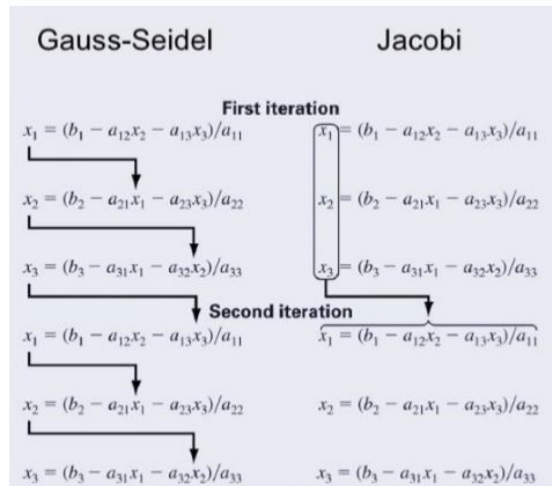 Gauss-Seidel Jacobi
First iteration
x₁ = (b₁ − a₁₂x₂ − a₁₃x₃)/a₁₁ x₁ = (b₁ − a₁₂x₂ − a₁₃x₃)/a₁₁
x₂ = (b₂ − a₂₁x₁ − a₂₃x₃)/a₂₂ x₂ = (b₂ − a₂₁x₁ − a₂₃x₃)/a₂₂
x₃ = (b₃ − a₃₁x₁ − a₃₂x₂)/a₃₃ x₃ = (b₃ − a₃₁x₁ − a₃₂x₂)/a₃₃
Second iteration
x₁ = (b₁ − a₁₂x₂ − a₁₃x₃)/a₁₁ x₁ = (b₁ − a₁₂x₂ − a₁₃x₃)/a₁₁
x₂ = (b₂ − a₂₁x₁ − a₂₃x₃)/a₂₂ x₂ = (b₂ − a₂₁x₁ − a₂₃x₃)/a₂₂
x₃ = (b₃ − a₃₁x₁ − a₃₂x₂)/a₃₃ x₃ = (b₃ − a₃₁x₁ − a₃₂x₂)/a₃₃